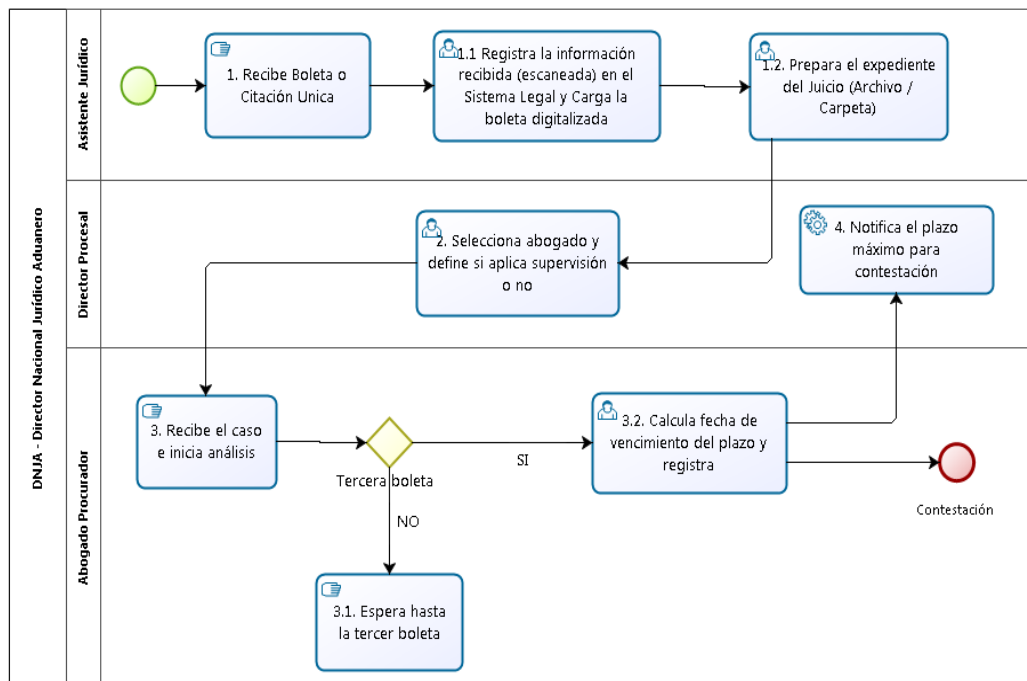 DNJA - Director Nacional Jurídico Aduanero
Asistente Jurídico
1. Recibe Boleta o
Citación Unica
1.1 Registra la información
recibida (escaneada) en el
Sistema Legal y Carga la
boleta digitalizada
1.2. Prepara el expediente
del Juicio (Archivo /
Carpeta)
Director Procesal
2. Selecciona abogado y
define si aplica supervisión
o no
4. Notifica el plazo
máximo para
contestación
Abogado Procurador
3. Recibe el caso
e inicia análisis
Tercera boleta
SI
NO
3.2. Calcula fecha de
vencimiento del plazo y
registra
Contestación
3.1. Espera hasta
la tercer boleta